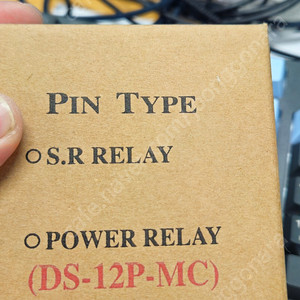 PIN TYPE
O S.R RELAY
O POWER RELAY
(DS-12P-MC)